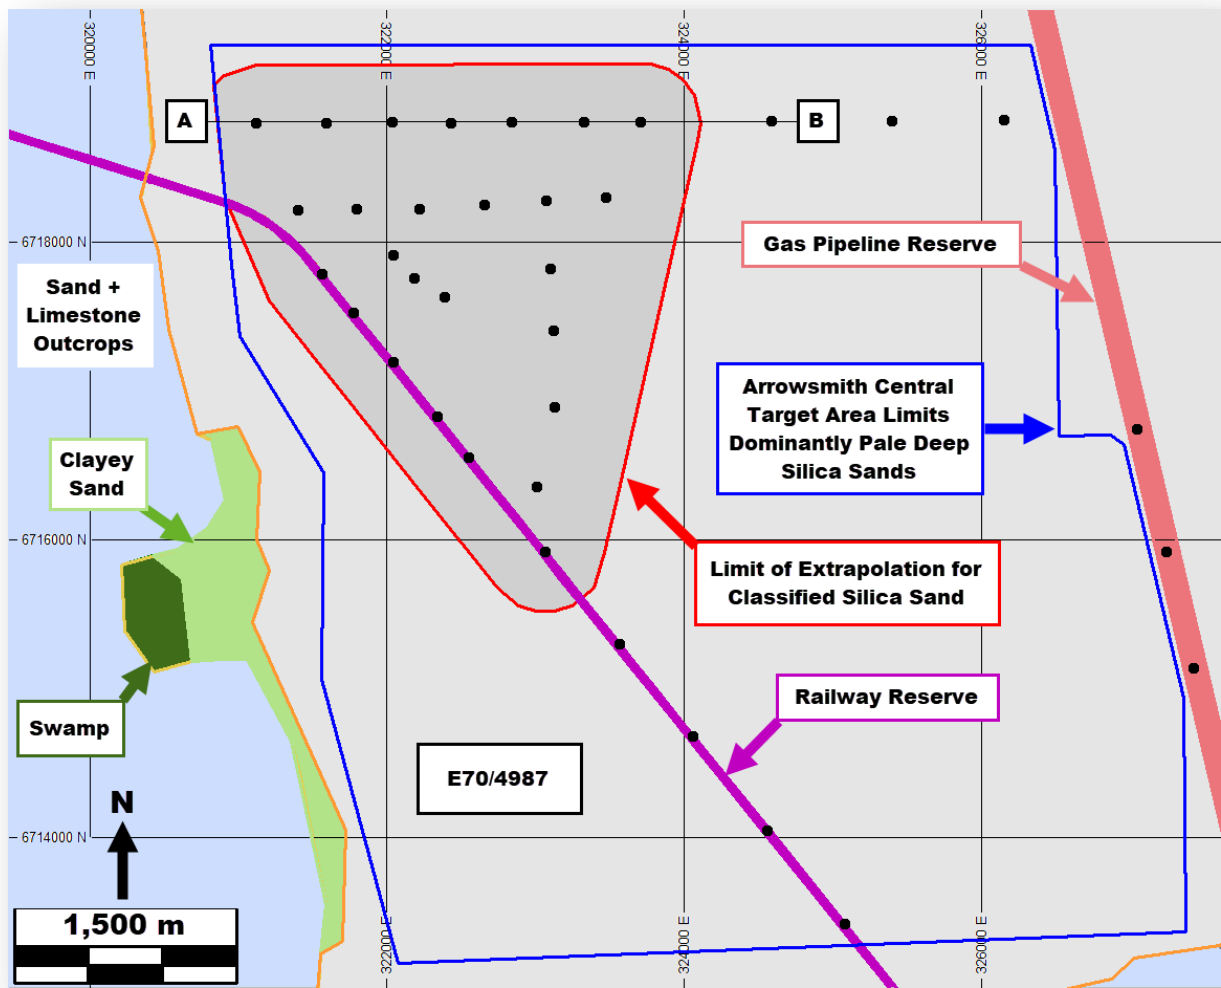 320000 E
322000 E
324000 E
326000 E
A
B
6718000 N
Gas Pipeline Reserve
Sand +
Limestone
Outcrops
Arrowsmith Central
Target Area Limits
Dominantly Pale Deep
Silica Sands
Clayey
Sand
6716000 N
Limit of Extrapolation for
Classified Silica Sand
Railway Reserve
Swamp
E70/4987
N
6714000 N
1,500 m
322000 E
324000 E
326000 E